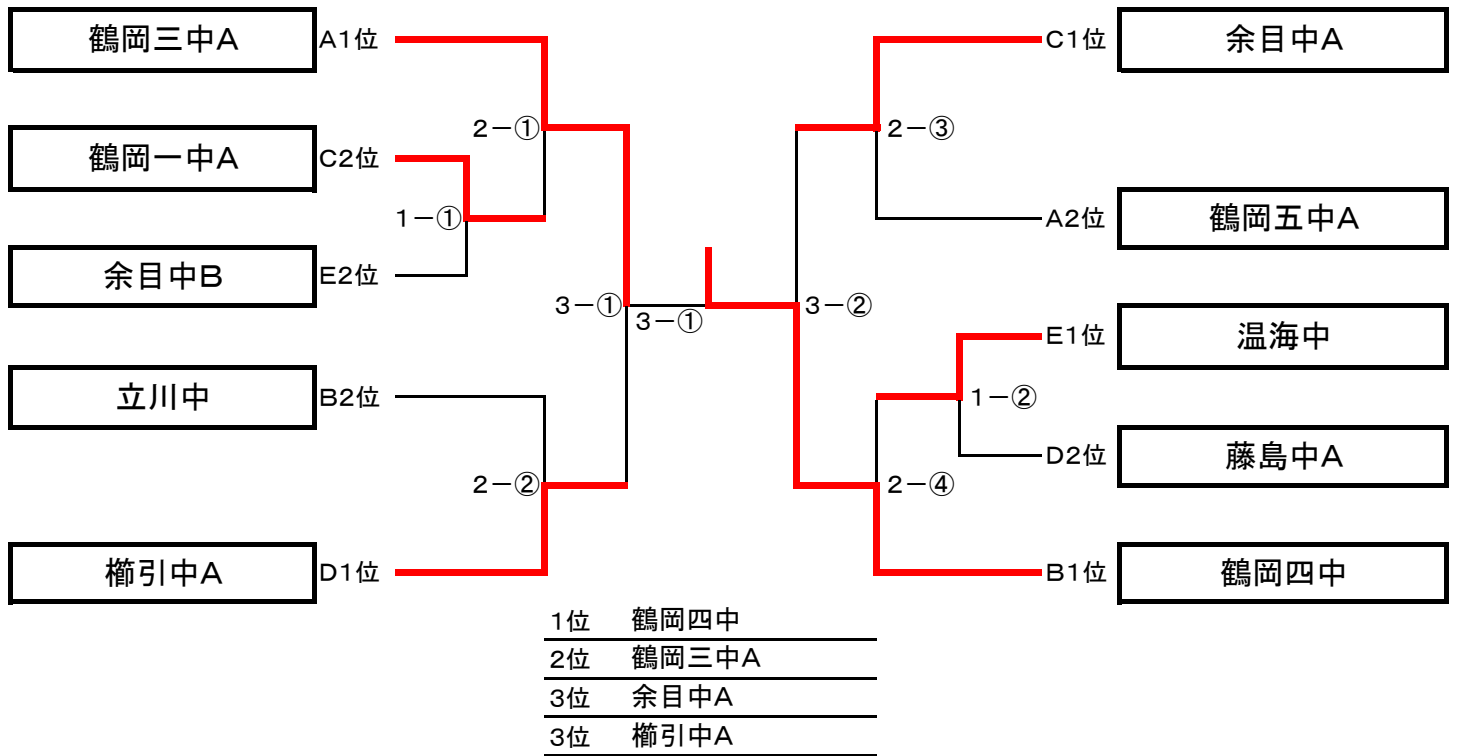 鶴岡三中A A1位
C1位 余目中A
2－① 2－③
鶴岡一中A C2位
1－①
A2位 鶴岡五中A
余目中B E2位
3－① 3－① 3－②
E1位 温海中
立川中 B2位
1－②
D2位 藤島中A
2－② 2－④
櫛引中A D1位
B1位 鶴岡四中
1位 鶴岡四中
2位 鶴岡三中A
3位 余目中A
3位 櫛引中A